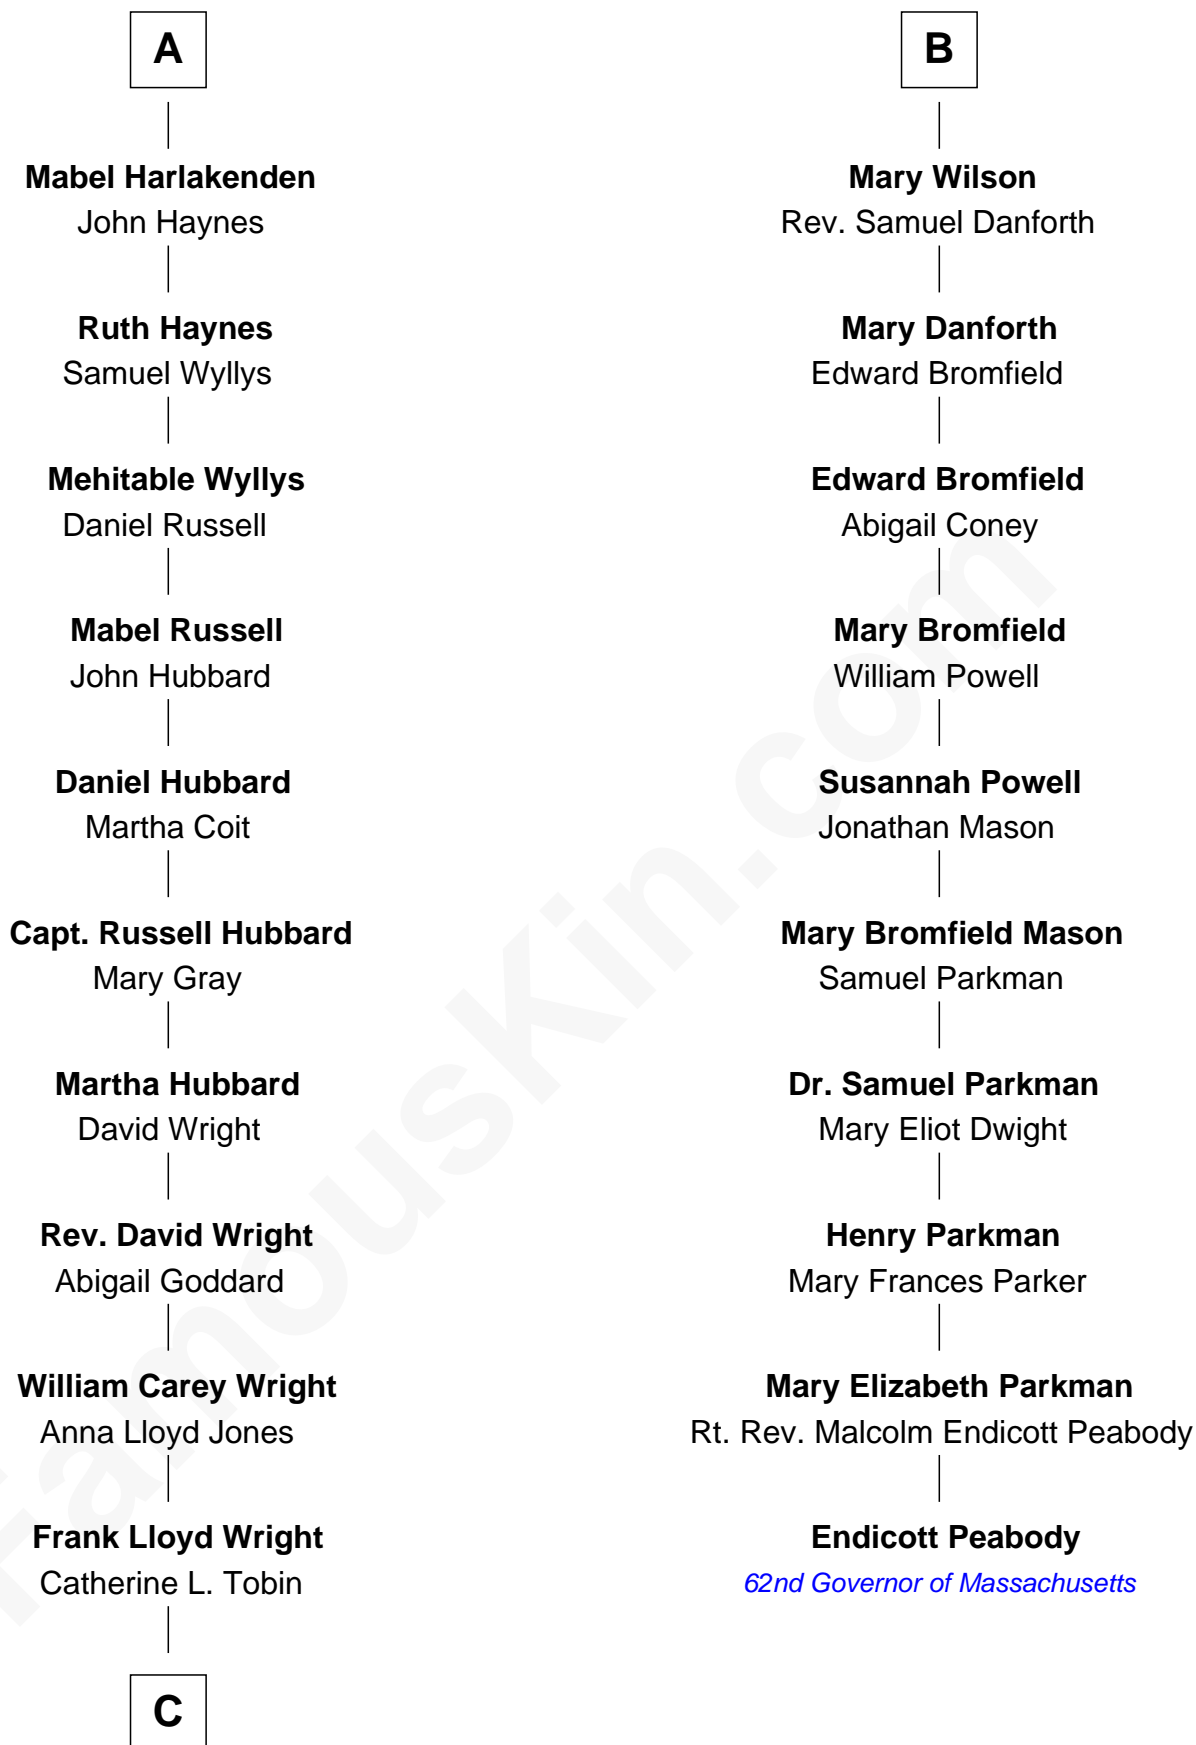 A
Mabel Harlakenden
John Haynes
Ruth Haynes
Samuel Wyllys
Mehitable Wyllys
Daniel Russell
Mabel Russell
John Hubbard
Daniel Hubbard
Martha Coit
Capt. Russell Hubbard
Mary Gray
Martha Hubbard
David Wright
Rev. David Wright
Abigail Goddard
William Carey Wright
Anna Lloyd Jones
Frank Lloyd Wright
Catherine L. Tobin
C
B
Mary Wilson
Rev. Samuel Danforth
Mary Danforth
Edward Bromfield
Edward Bromfield
Abigail Coney
Mary Bromfield
William Powell
Susannah Powell
Jonathan Mason
Mary Bromfield Mason
Samuel Parkman
Dr. Samuel Parkman
Mary Eliot Dwight
Henry Parkman
Mary Frances Parker
Mary Elizabeth Parkman
Rt. Rev. Malcolm Endicott Peabody
Endicott Peabody
62nd Governor of Massachusetts
FamousKin.com